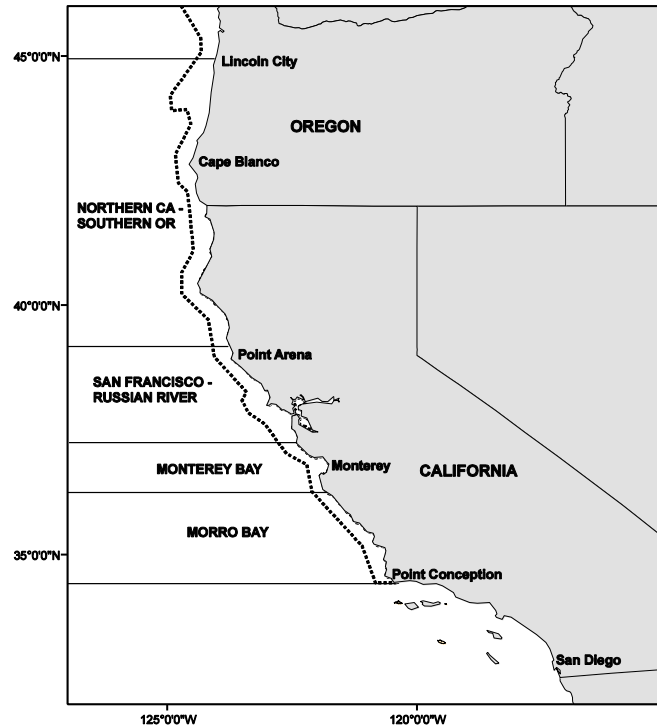 45°0'0"N
Lincoln City
OREGON
Cape Blanco
NORTHERN CA -
SOUTHERN OR
40°0'0"N
Point Arena
SAN FRANCISCO -
RUSSIAN RIVER
MONTEREY BAY
Monterey
CALIFORNIA
MORRO BAY
35°0'0"N
Point Conception
San Diego
125°0'0"W
120°0'0"W